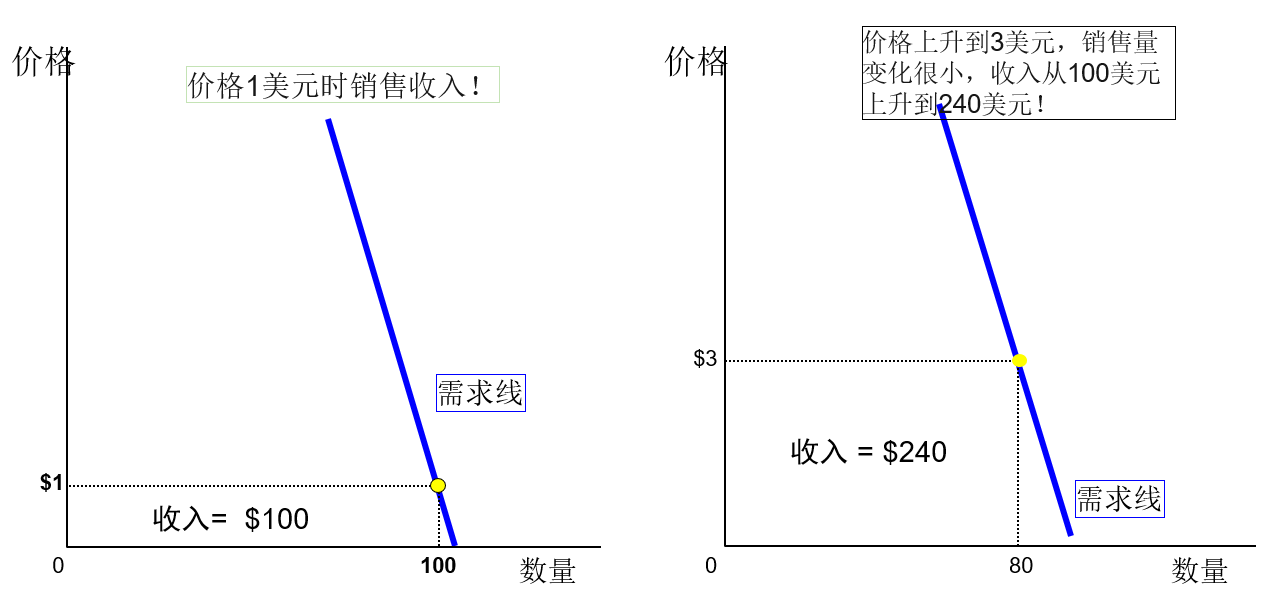 价格
价格1美元时销售收入！
需求线
$1
收入= $100
0
100
数量
价格
价格上升到3美元，销售量
变化很小，收入从100美元
上升到240美元！
$3
收入 = $240
需求线
0
80
数量